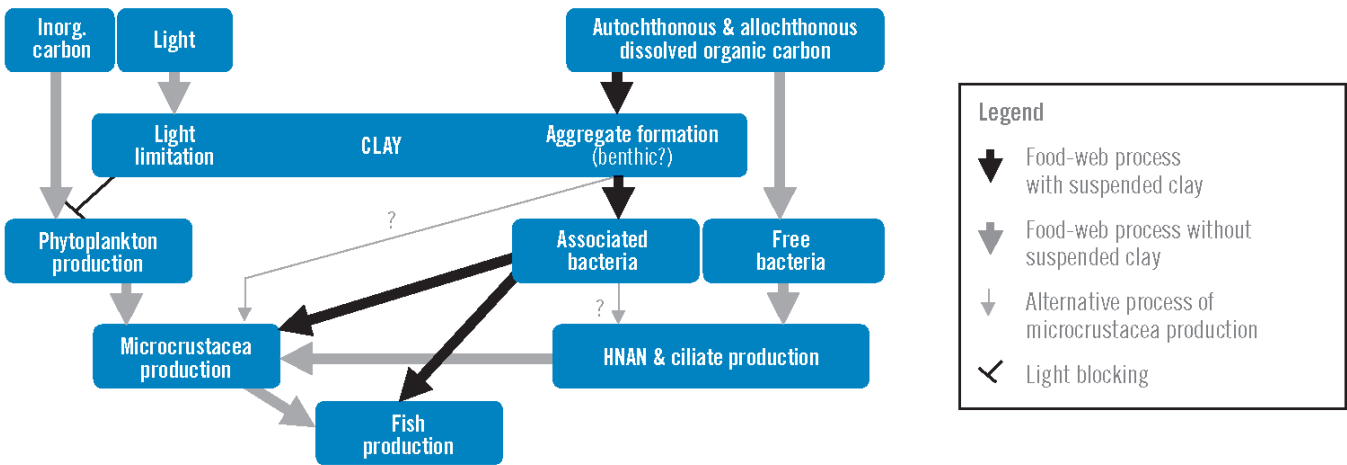 Inorg.
carbon
Light
Autochthonous & allochthonous
dissolved organic carbon
Light
limitation
CLAY
Aggregate formation
(benthic?)
?
Phytoplankton
production
Associated
bacteria
Free
bacteria
?
Microcrustacea
production
HNAN & ciliate production
Fish
production
Legend
Food-web process
with suspended clay
Food-web process without
suspended clay
Alternative process of
microcrustacea production
Light blocking